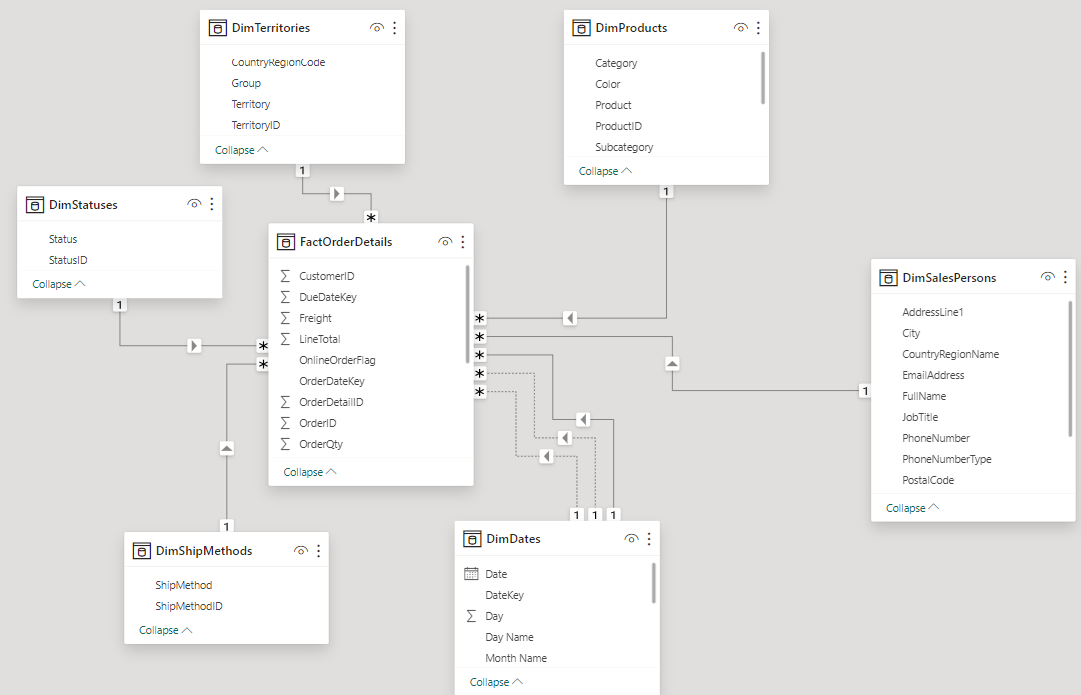 DimTerritories
CountryRegionCode
Group
Territory
TerritoryID
Collapse
DimProducts
Category
Color
Product
ProductID
Subcategory
Collapse
DimStatuses
Status
StatusID
Collapse
FactOrderDetails
CustomerID
DueDateKey
Freight
LineTotal
OnlineOrderFlag
OrderDateKey
OrderDetailID
OrderID
OrderQty
Collapse
DimSalesPersons
AddressLine1
City
CountryRegionName
EmailAddress
FullName
JobTitle
PhoneNumber
PhoneNumberType
PostalCode
Collapse
DimShipMethods
ShipMethod
ShipMethodID
Collapse
DimDates
Date
DateKey
Day
Day Name
Month Name
Collapse
1
*
1
1
*
*
1
*
*
*
*
*
1
1
1
1